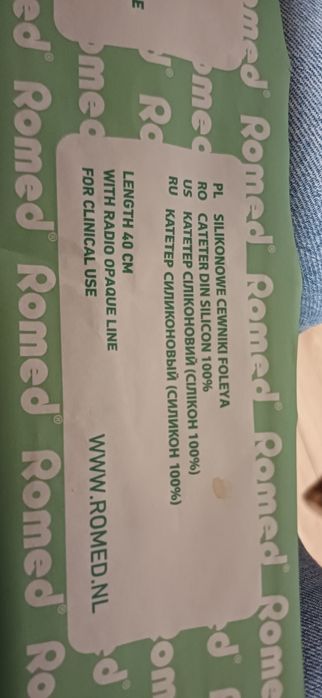 PL SILIKONOWE CEWNIKI FOLEYA
RO CATETER DIN SILICON 100%
US КАТЕТЕР СІЛІКОНОВИЙ (СІЛІКОН 100%)
RU КАТЕТЕР СИЛИКОНОВЫЙ (СИЛИКОН 100%)
LENGTH 40 CM
WITH RADIO OPAQUE LINE
FOR CLINICAL USE
WWW.ROMED.NL
Romed®
Romed®
Romed®
Romed®
Romed®
Romed®
Romed®